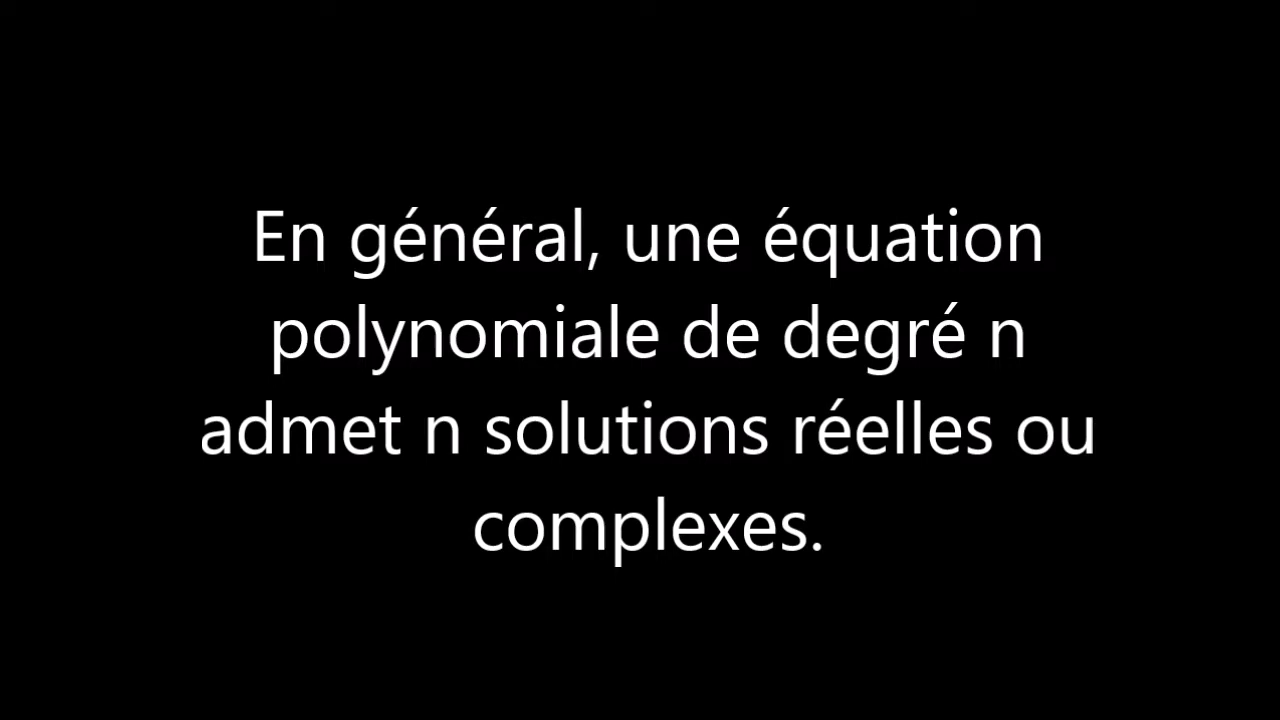 En général, une équation
polynomiale de degré n
admet n solutions réelles ou
complexes.